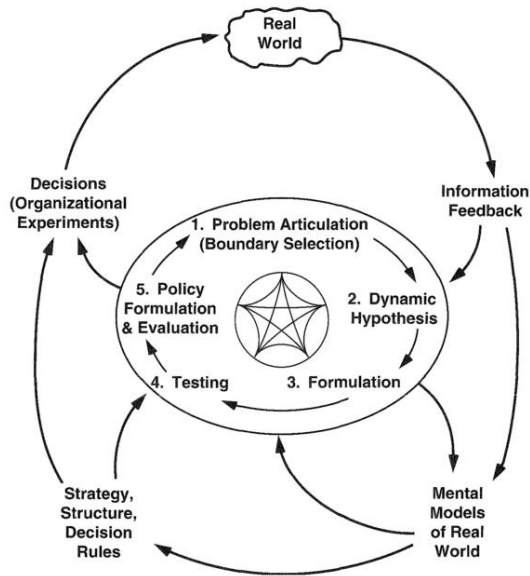 Real
World
Decisions
(Organizational
Experiments)
Information
Feedback
1. Problem Articulation
(Boundary Selection)
5. Policy
Formulation
& Evaluation
2. Dynamic
Hypothesis
4. Testing
3. Formulation
Strategy,
Structure,
Decision
Rules
Mental
Models
of Real
World